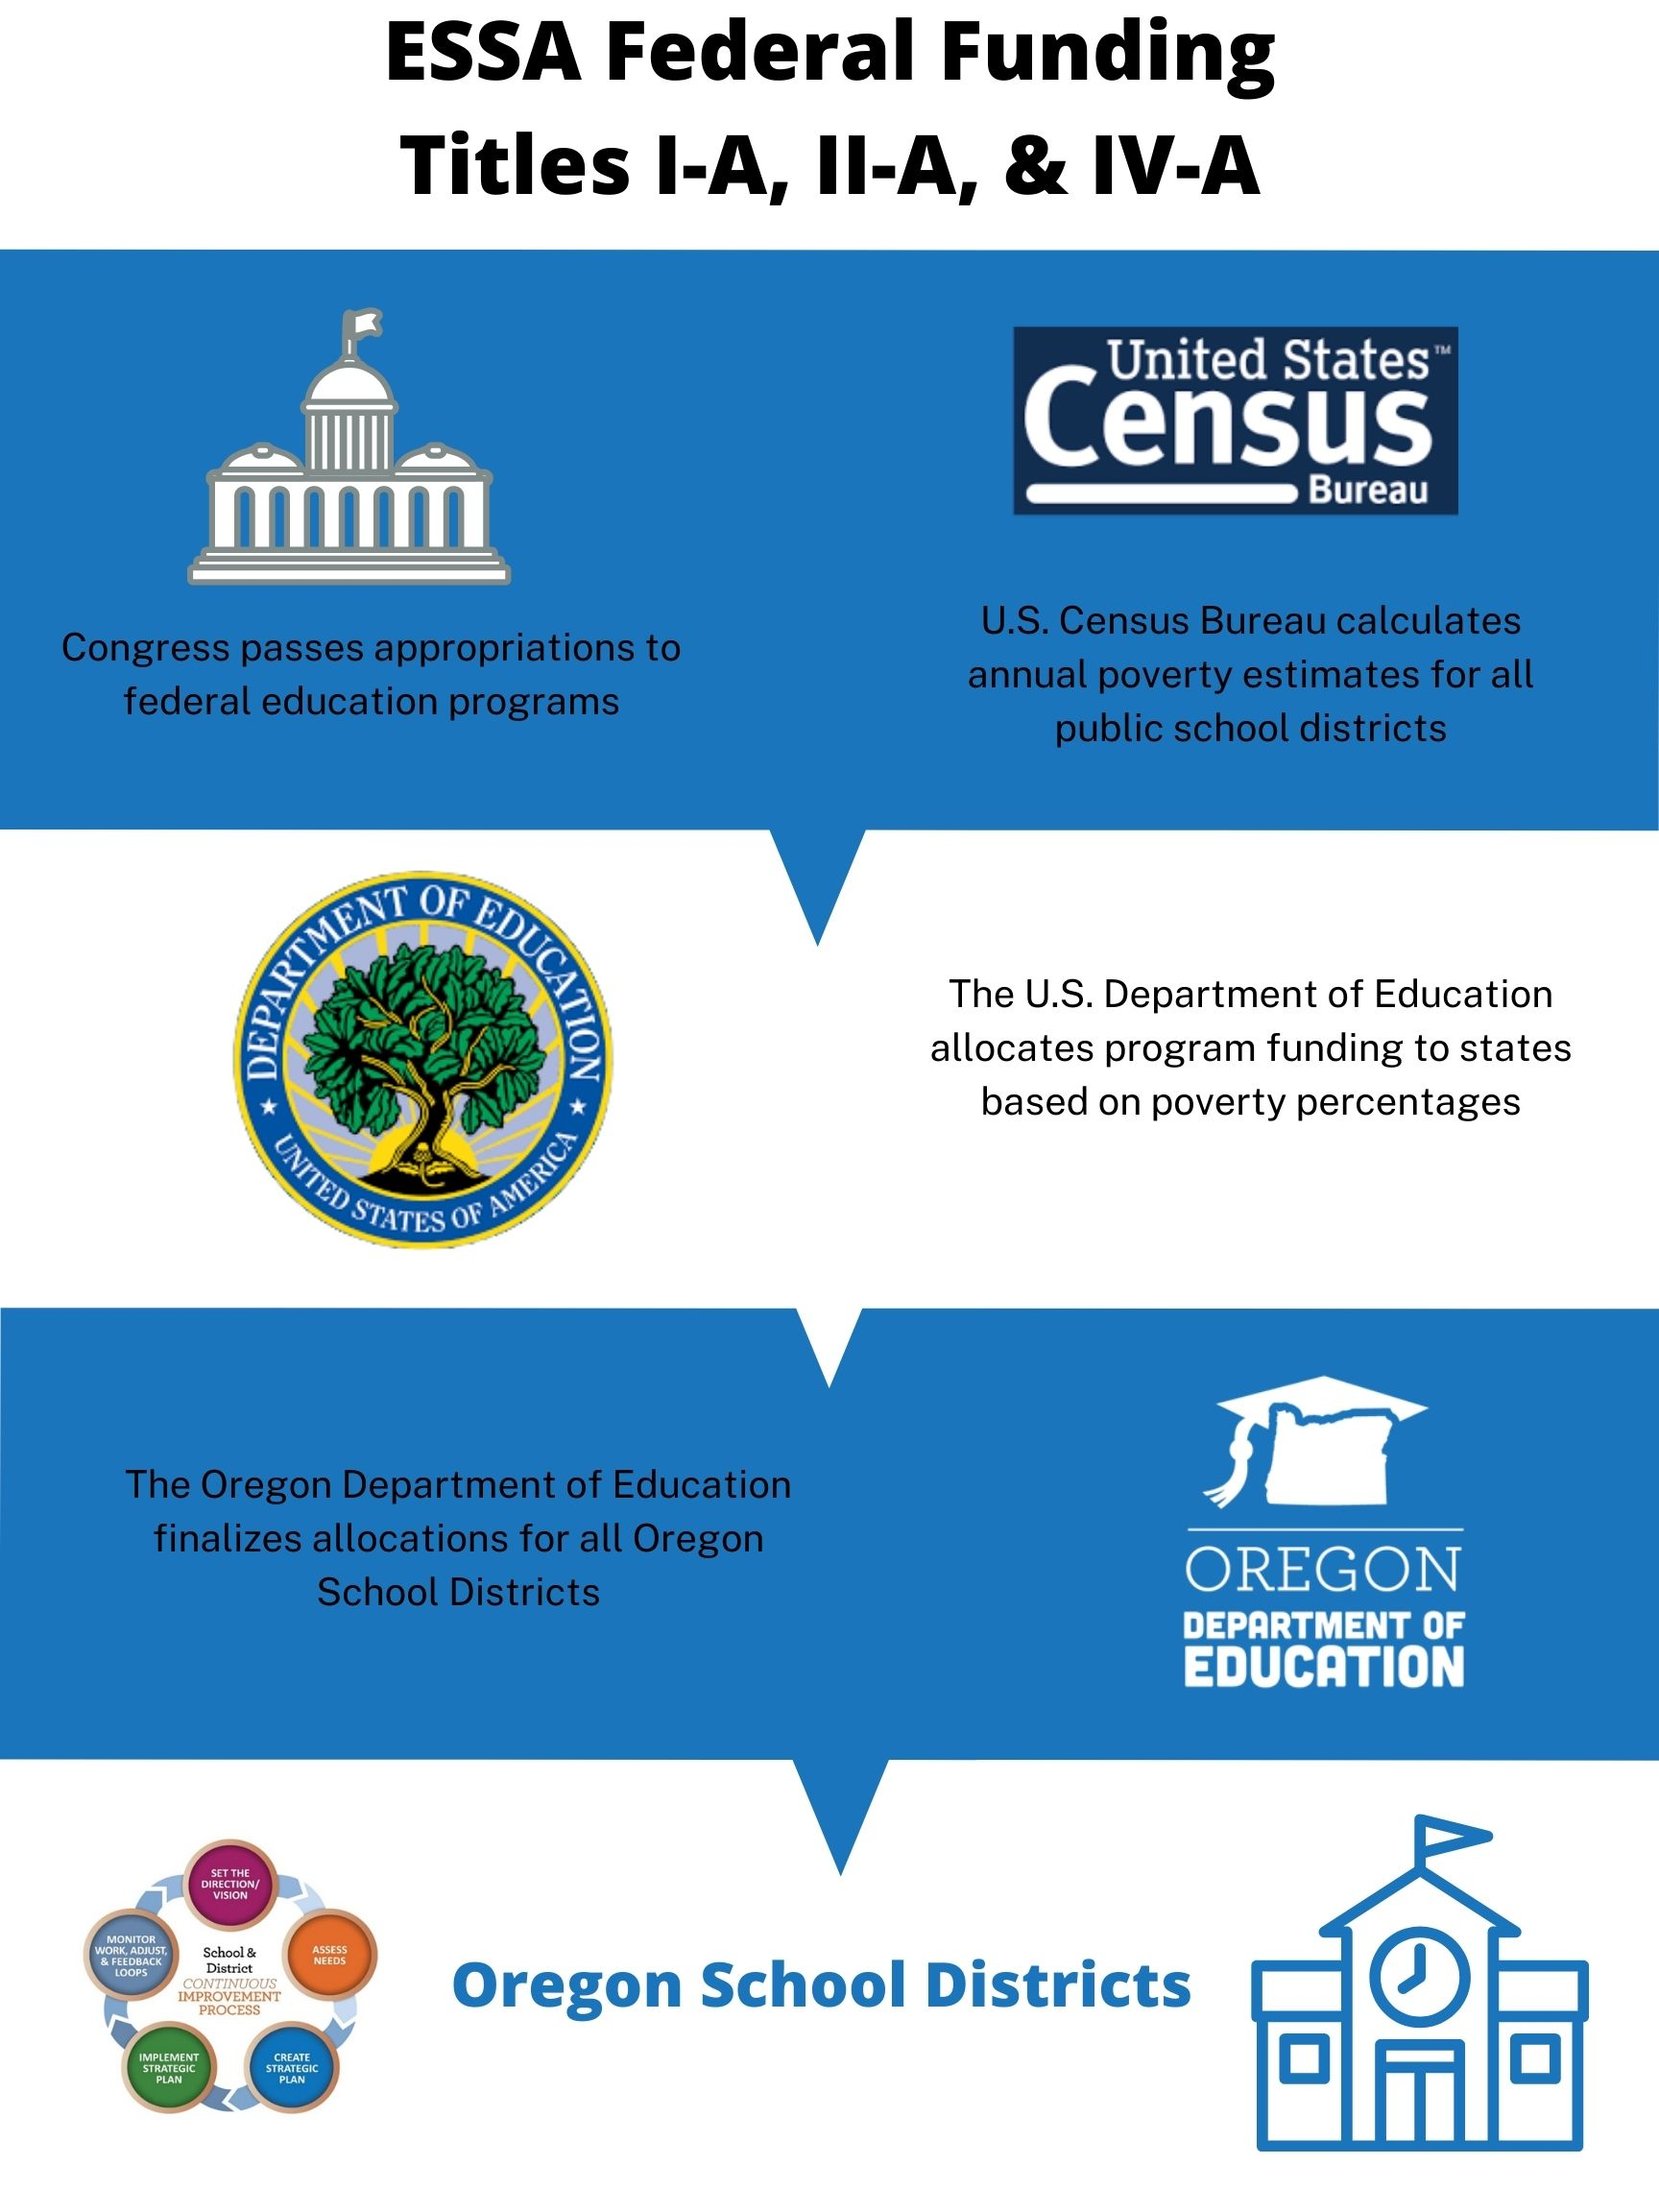 ESSA Federal Funding
Titles I-A, II-A, & IV-A
United States™
Census
Bureau
Congress passes appropriations to
federal education programs
U.S. Census Bureau calculates
annual poverty estimates for all
public school districts
DEPARTMENT OF EDUCATION
UNITED STATES OF AMERICA
The U.S. Department of Education
allocates program funding to states
based on poverty percentages
The Oregon Department of Education
finalizes allocations for all Oregon
School Districts
OREGON
DEPARTMENT OF
EDUCATION
SET THE
DIRECTION/
VISION
ASSESS
NEEDS
CREATE
STRATEGIC
PLAN
IMPLEMENT
STRATEGIC
PLAN
MONITOR
WORK, ADJUST,
& FEEDBACK
LOOPS
School &
District
CONTINUOUS
IMPROVEMENT
PROCESS
Oregon School Districts